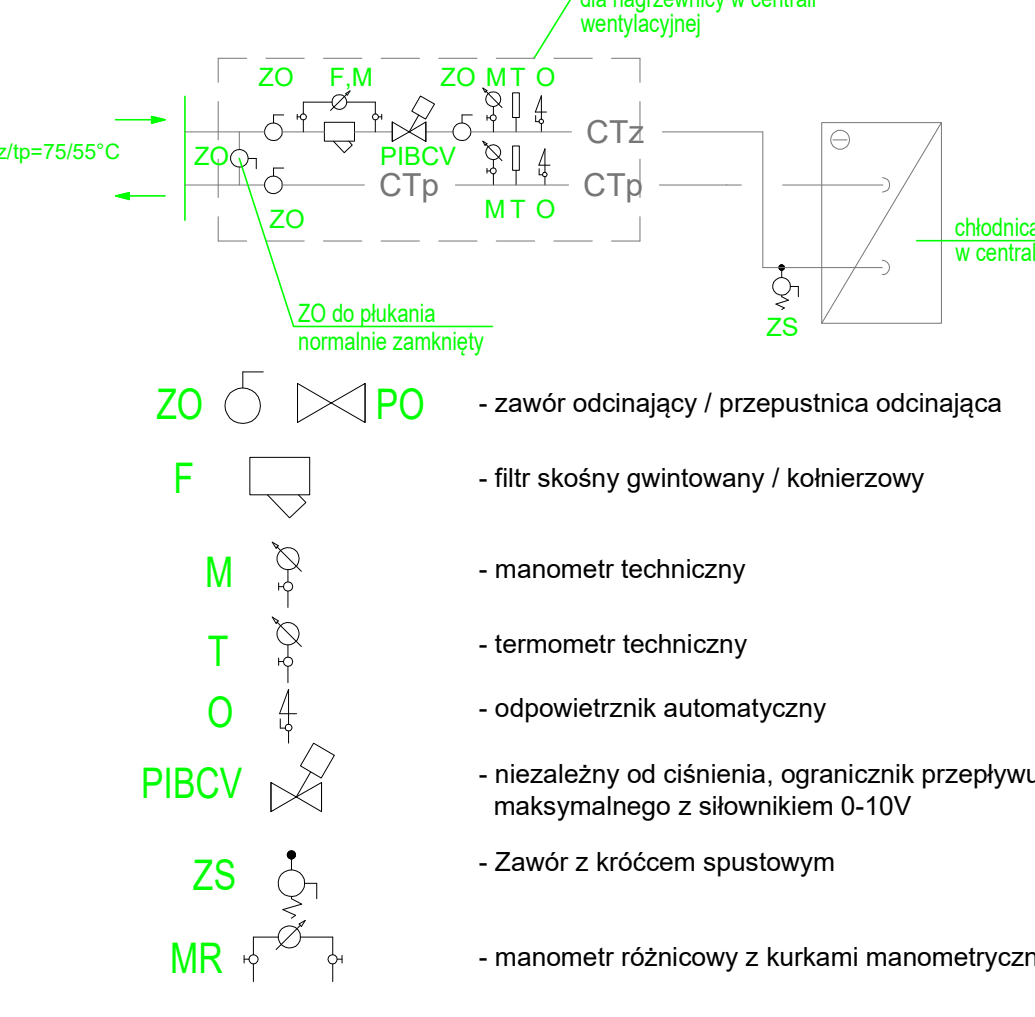 dla nagrzewnicy w centrali
wentylacyjnej
ZO F,M ZO M T O
CTz
z/tp=75/55°C
ZO PIBCV
CTp CTp
ZO M T O
chłodnica
w central
ZO do płukania
normalnie zamknięty
ZS
ZO PO - zawór odcinający / przepustnica odcinająca
F - filtr skośny gwintowany / kołnierzowy
M - manometr techniczny
T - termometr techniczny
O - odpowietrznik automatyczny
PIBCV - niezależny od ciśnienia, ogranicznik przepływu
maksymalnego z siłownikiem 0-10V
ZS - Zawór z króćcem spustowym
MR - manometr różnicowy z kurkami manometryczn